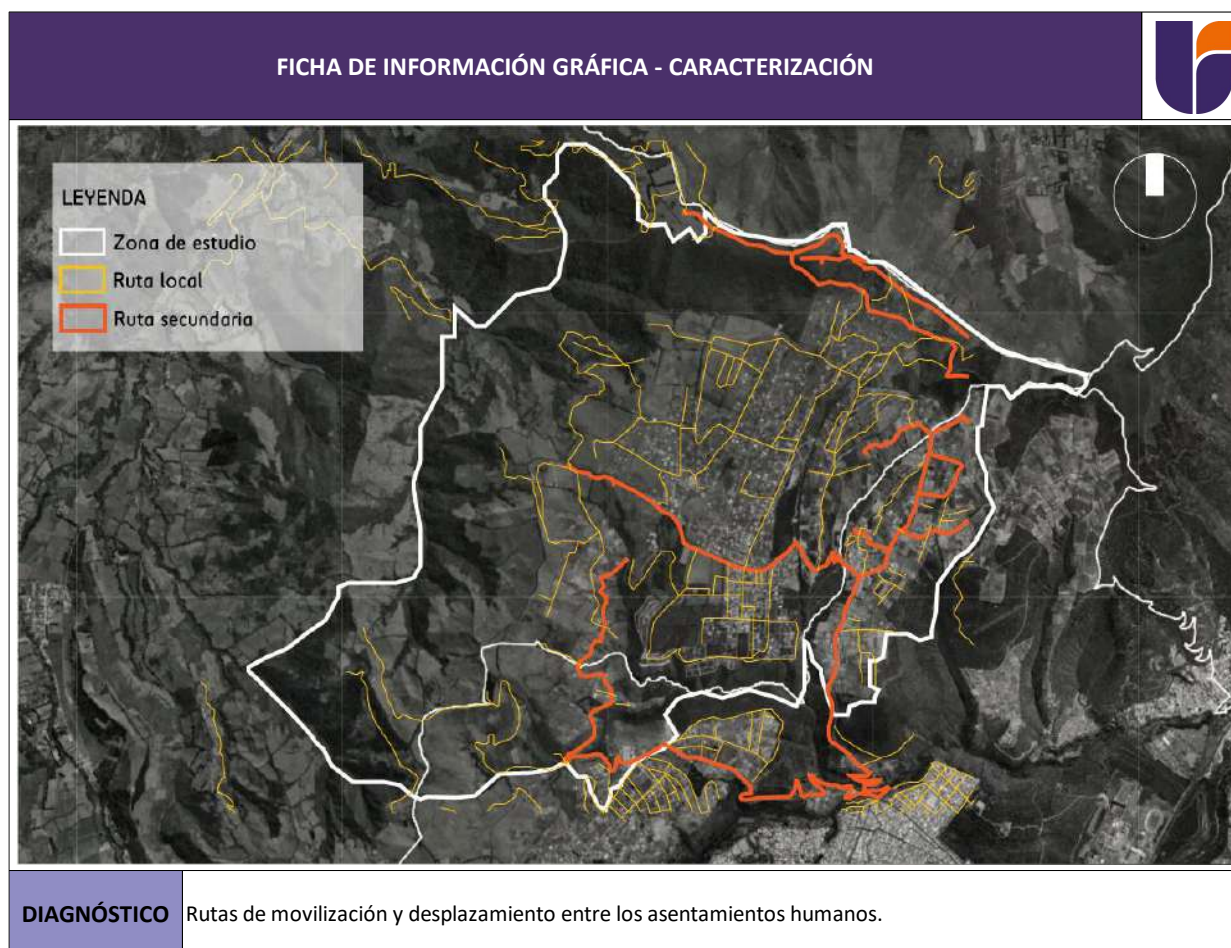 FICHA DE INFORMACIÓN GRÁFICA - CARACTERIZACIÓN
LEYENDA
Zona de estudio
Ruta local
Ruta secundaria
DIAGNÓSTICO Rutas de movilización y desplazamiento entre los asentamientos humanos.